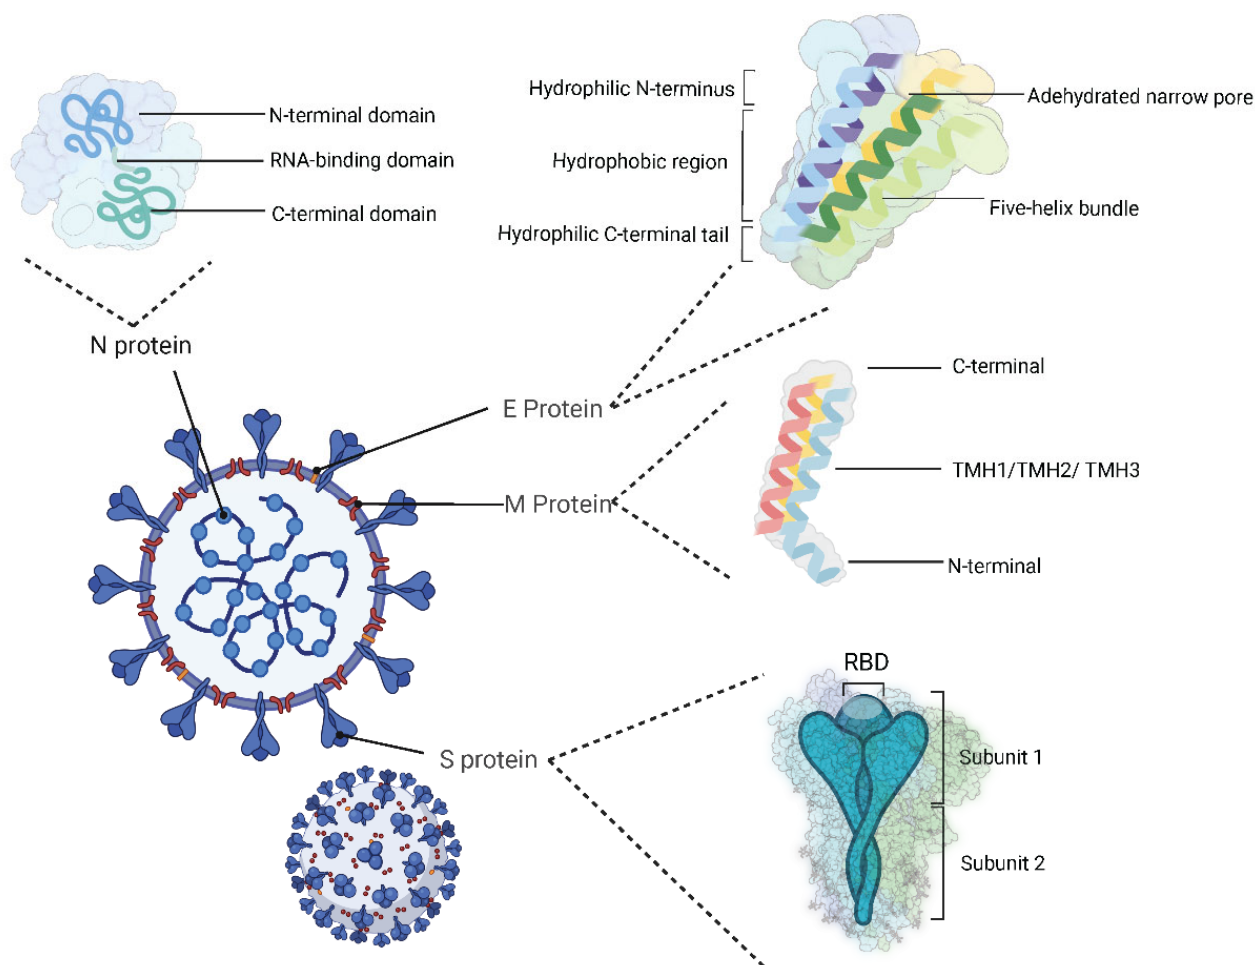 N-terminal domain
RNA-binding domain
C-terminal domain
N protein
Hydrophilic N-terminus
Hydrophobic region
Hydrophilic C-terminal tail
Adehydrated narrow pore
Five-helix bundle
E Protein
C-terminal
TMH1/TMH2/ TMH3
N-terminal
M Protein
S protein
RBD
Subunit 1
Subunit 2